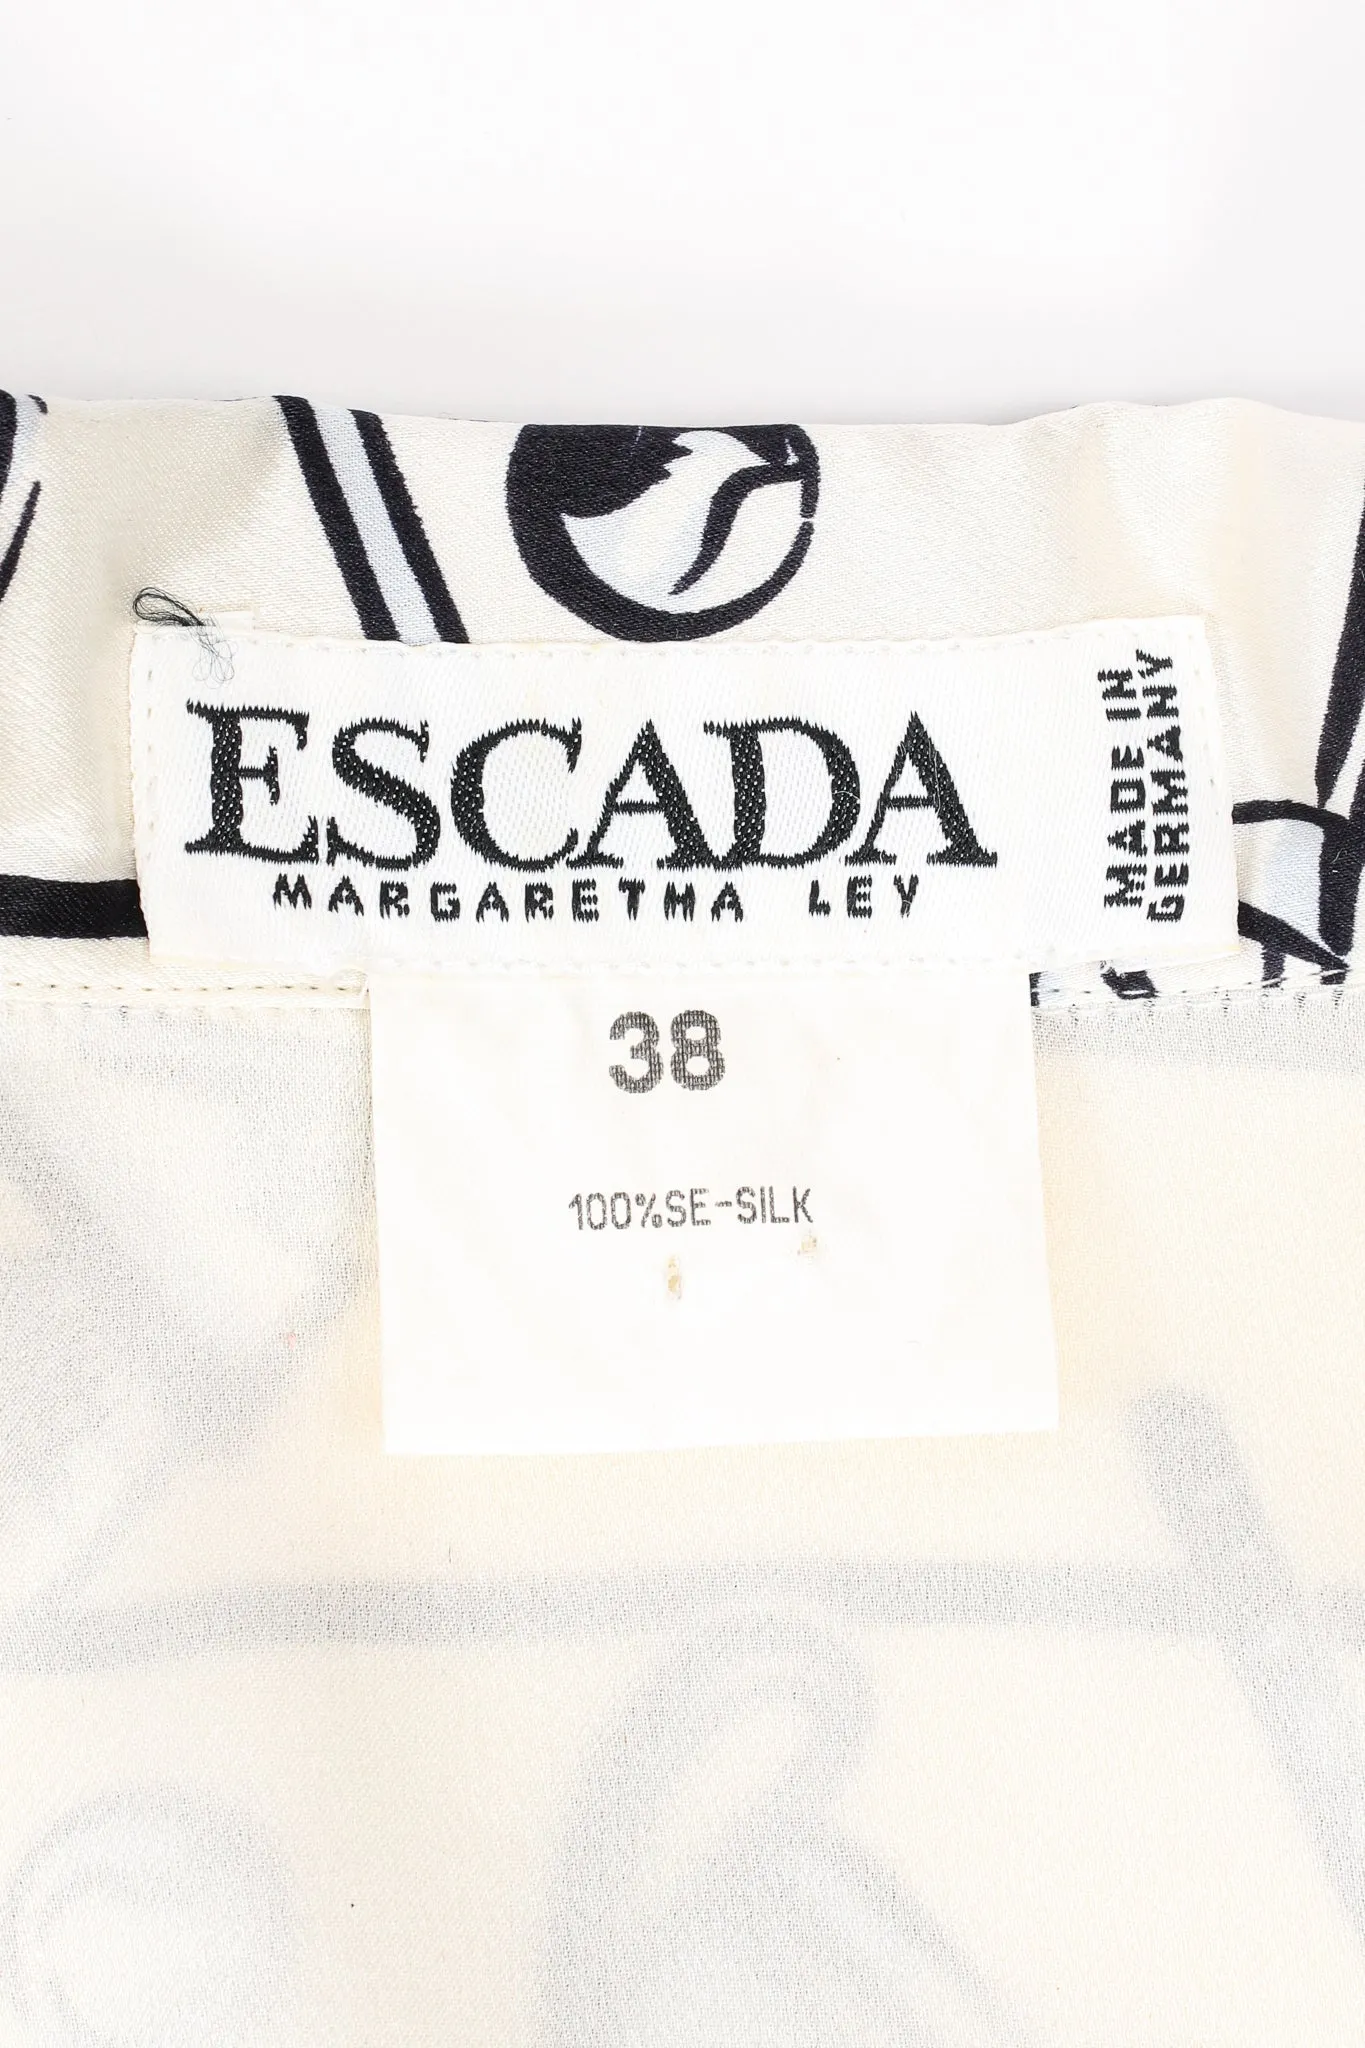 ESCADA
MARGARETHA LEY
MADE IN
GERMANY
38
100%SE-SILK